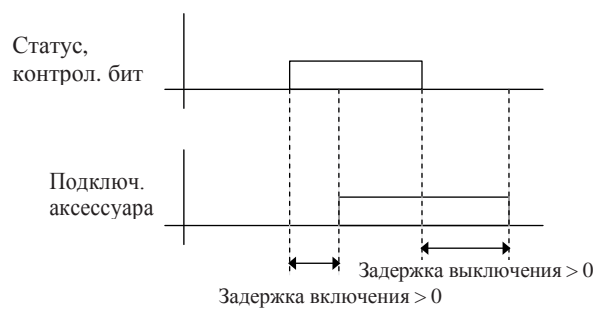 Статус,
контрол. бит
Подключ.
аксессуара
Задержка выключения > 0
Задержка включения > 0